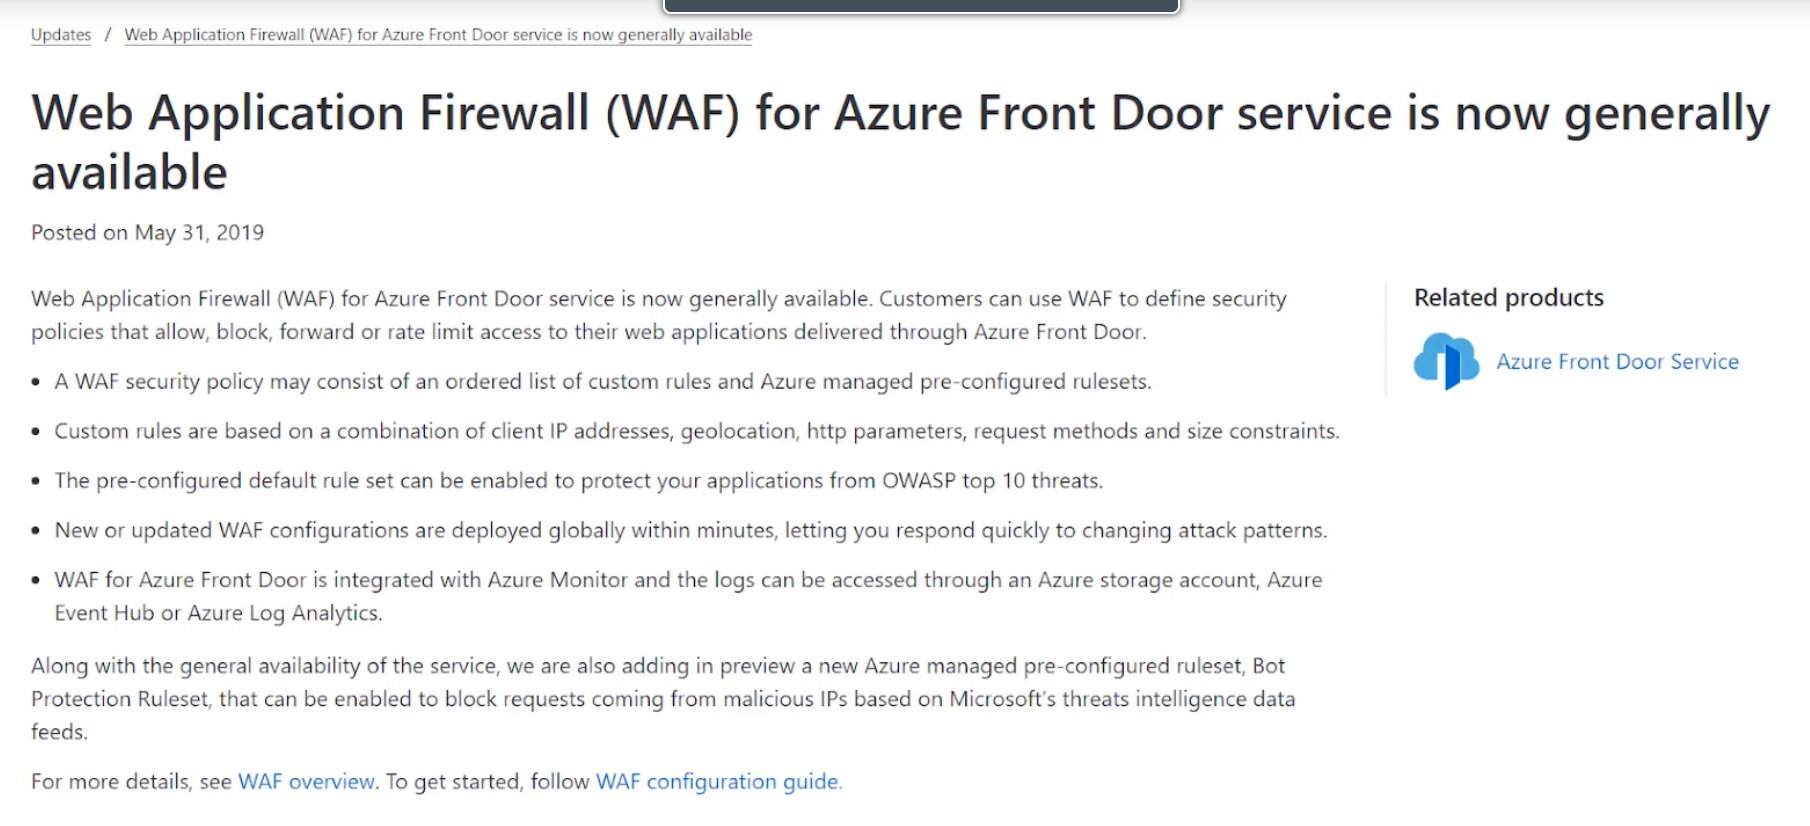 Updates / Web Application Firewall (WAF) for Azure Front Door service is now generally available
Web Application Firewall (WAF) for Azure Front Door service is now generally
available
Posted on May 31, 2019
Web Application Firewall (WAF) for Azure Front Door service is now generally available. Customers can use WAF to define security
policies that allow, block, forward or rate limit access to their web applications delivered through Azure Front Door.
• A WAF security policy may consist of an ordered list of custom rules and Azure managed pre-configured rulesets.
• Custom rules are based on a combination of client IP addresses, geolocation, http parameters, request methods and size constraints.
• The pre-configured default rule set can be enabled to protect your applications from OWASP top 10 threats.
• New or updated WAF configurations are deployed globally within minutes, letting you respond quickly to changing attack patterns.
• WAF for Azure Front Door is integrated with Azure Monitor and the logs can be accessed through an Azure storage account, Azure
Event Hub or Azure Log Analytics.
Along with the general availability of the service, we are also adding in preview a new Azure managed pre-configured ruleset, Bot
Protection Ruleset, that can be enabled to block requests coming from malicious IPs based on Microsoft's threats intelligence data
feeds.
For more details, see WAF overview. To get started, follow WAF configuration guide.
Related products
Azure Front Door Service